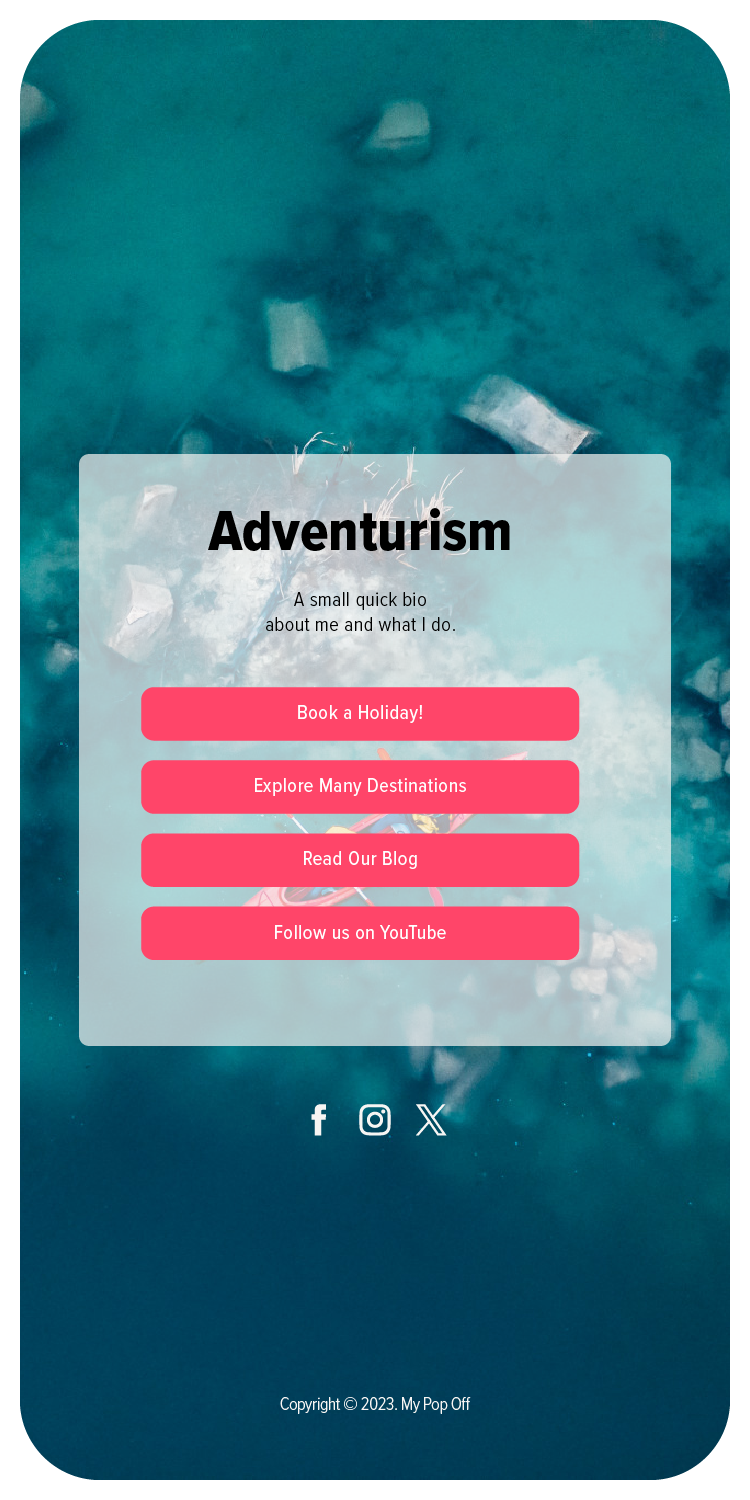 Adventurism
A small quick bio
about me and what I do.
Book a Holiday!
Explore Many Destinations
Read Our Blog
Follow us on YouTube
Copyright © 2023. My Pop Off